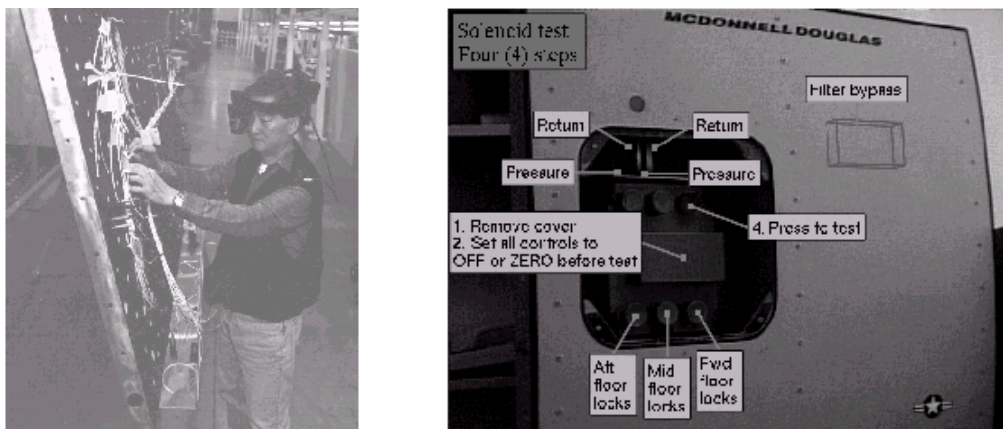 Solenoid test
Four (4) steps
MCDONNELL DOUGLAS
Filter bypass
Return
Return
Pressure
Pressure
1. Remove cover
2. Set all controls to
OFF or ZERO before test
4. Press to test
Aft
floor
locks
Mid
floor
locks
Fwd
floor
locks